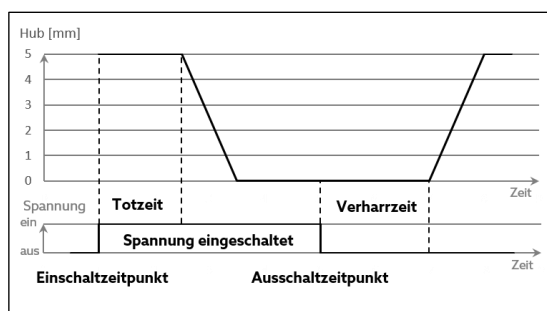 Hub [mm]
5
4
3
2
1
0
Zeit
Spannung Totzeit Verharrzeit
ein
Spannung eingeschaltet
aus
Zeit
Einschaltzeitpunkt Ausschaltzeitpunkt